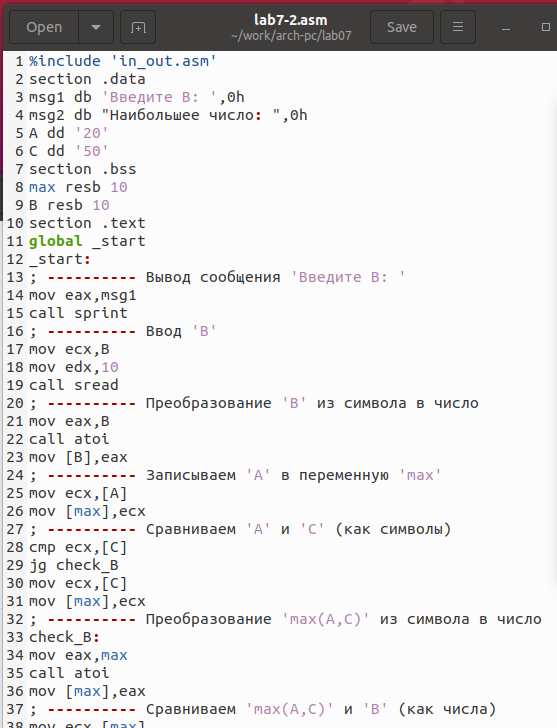 Open
lab7-2.asm
~/work/arch-pc/lab07
Save
1 %include 'in_out.asm'
2 section .data
3 msg1 db 'Введите B: ',0h
4 msg2 db "Наибольшее число: ",0h
5 A dd '20'
6 C dd '50'
7 section .bss
8 max resb 10
9 B resb 10
10 section .text
11 global _start
12 _start:
13 ; ---------- Вывод сообщения 'Введите B: '
14 mov eax,msg1
15 call sprint
16 ; ---------- Ввод 'B'
17 mov ecx,B
18 mov edx,10
19 call sread
20 ; ---------- Преобразование 'B' из символа в число
21 mov eax,B
22 call atoi
23 mov [B],eax
24 ; ---------- Записываем 'A' в переменную 'max'
25 mov ecx,[A]
26 mov [max],ecx
27 ; ---------- Сравниваем 'A' и 'C' (как символы)
28 cmp ecx,[C]
29 jg check_B
30 mov ecx,[C]
31 mov [max],ecx
32 ; ---------- Преобразование 'max(A,C)' из символа в число
33 check_B:
34 mov eax,max
35 call atoi
36 mov [max],eax
37 ; ---------- Сравниваем 'max(A,C)' и 'B' (как числа)
38 mov ecx,[max]